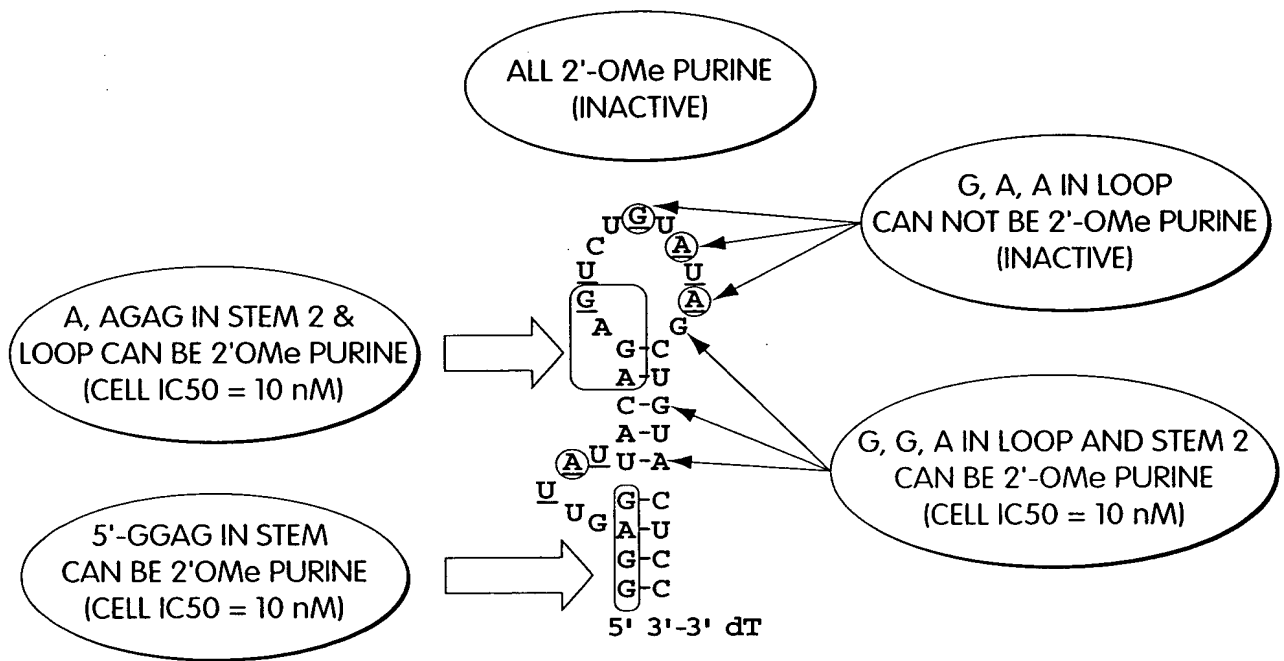 ALL 2'-OMe PURINE
(INACTIVE)
G, A, A IN LOOP
CAN NOT BE 2'-OMe PURINE
(INACTIVE)
A, AGAG IN STEM 2 &
LOOP CAN BE 2'OMe PURINE
(CELL IC50 = 10 nM)
G, G, A IN LOOP AND STEM 2
CAN BE 2'-OMe PURINE
(CELL IC50 = 10 nM)
5'-GGAG IN STEM
CAN BE 2'OMe PURINE
(CELL IC50 = 10 nM)
U G U
C A
U U
G A
A G
G-C
A-U
C-G
A-U
A U U-A
U
U G G-C
A-U
G-C
G-C
5' 3'-3' dT